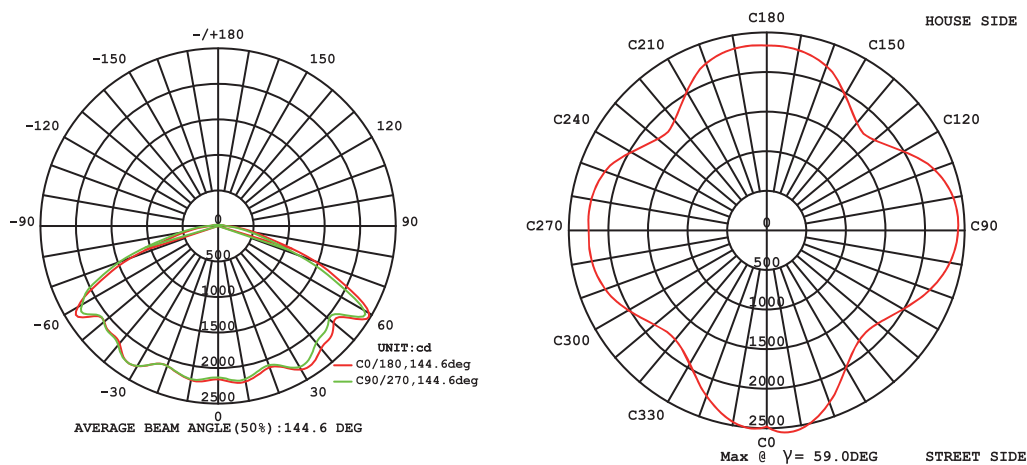 -/+180
-150
150
-120
120
-90
90
-60
60
-30
30
0
0
500
1000
1500
2000
2500
UNIT:cd
C0/180,144.6deg
C90/270,144.6deg
AVERAGE BEAM ANGLE(50%):144.6 DEG
HOUSE SIDE
C180
C210
C150
C240
C120
C270
C90
C300
C330
C0
0
500
1000
1500
2000
2500
Max @ γ= 59.0DEG
STREET SIDE